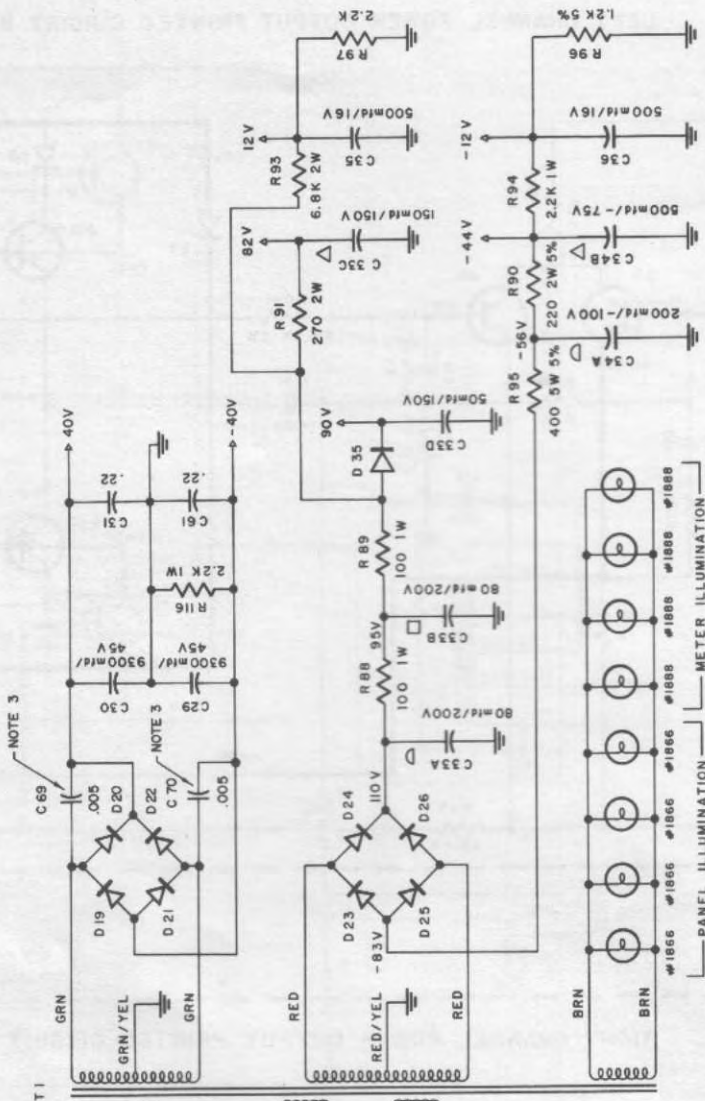 2.2K
R97
12V
500mfd/16V
C35
R93
6.8K 2W
82V
150mfd/150V
C33C
R91
270 2W
1.2K 5%
R96
-12V
500mfd/16V
C36
R94
2.2K 1W
-44V
500mfd/-75V
C34B
R90
220 2W 5%
-56V
200mfd/-100V
C34A
R95
400 5W 5%
40V
-40V
.22
C31
.22
C61
2.2K 1W
R116
9300mfd/
45V
C30
9300mfd/
45V
C29
NOTE 3
NOTE 3
C69
.005
C70
.005
D20
D22
D19
D21
GRN
GRN/YEL
GRN
90V
50mfd/150V
C33D
D35
R89
100 1W
95V
80mfd/200V
C33B
R88
100 1W
80mfd/200V
C33A
110V
D24
D26
D23
D25
-83V
RED
RED/YEL
RED
#1888
#1888
#1888
#1888
METER ILLUMINATION
#1866
#1866
#1866
#1866
PANEL ILLUMINATION
BRN
BRN
T1